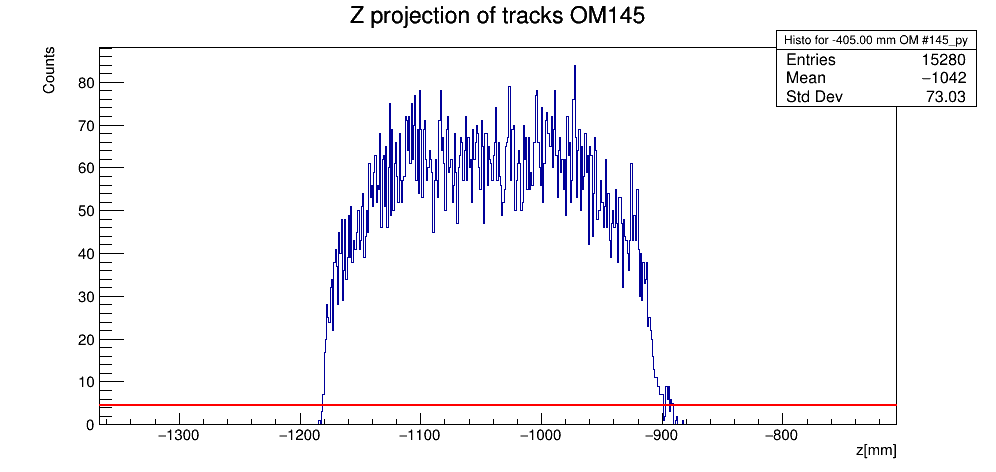 Z projection of tracks OM145
Histo for -405.00 mm OM #145_py
Entries 15280
Mean −1042
Std Dev 73.03
Counts
80
70
60
50
40
30
20
10
0
−1300 −1200 −1100 −1000 −900 −800
z[mm]